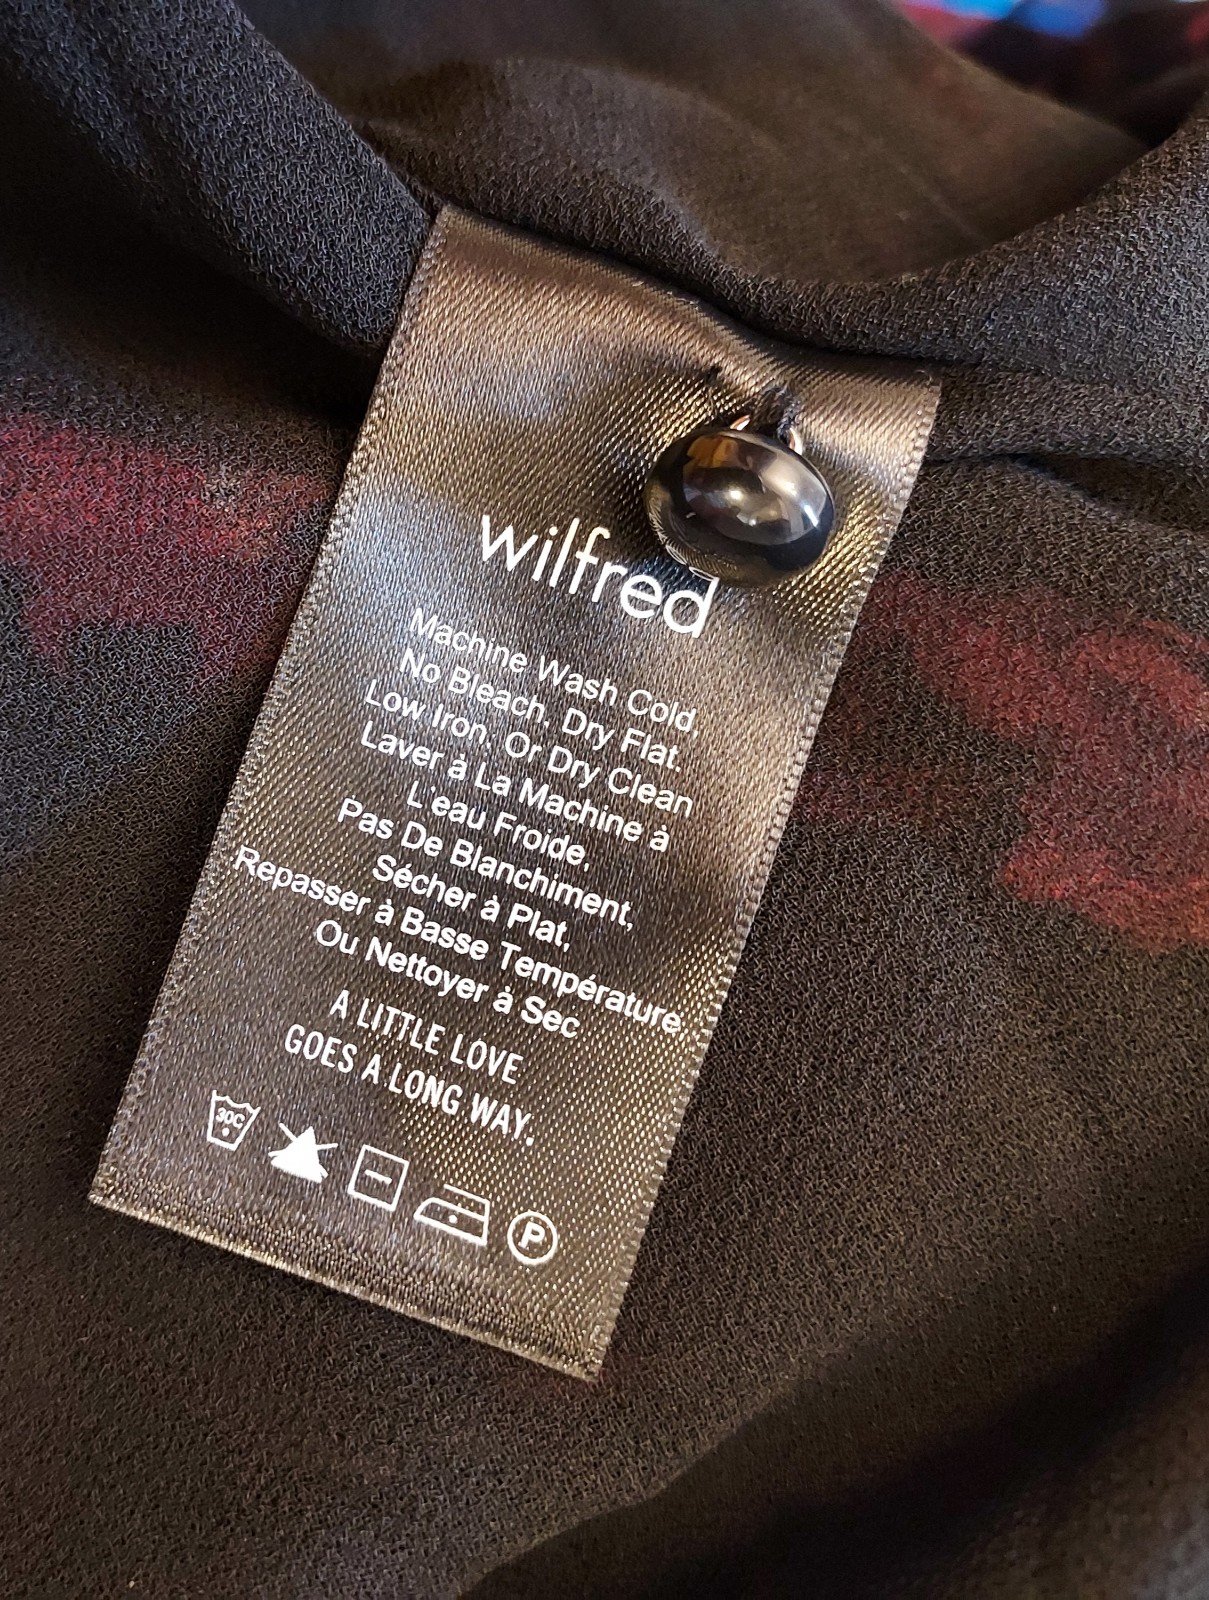 wilfred
Machine Wash Cold,
No Bleach, Dry Flat.
Low Iron. Or Dry Clean
Laver à La Machine à
L'eau Froide,
Pas De Blanchiment,
Sécher à Plat.
Repasser à Basse Température,
Ou Nettoyer à Sec
A LITTLE LOVE
GOES A LONG WAY.
30C
P